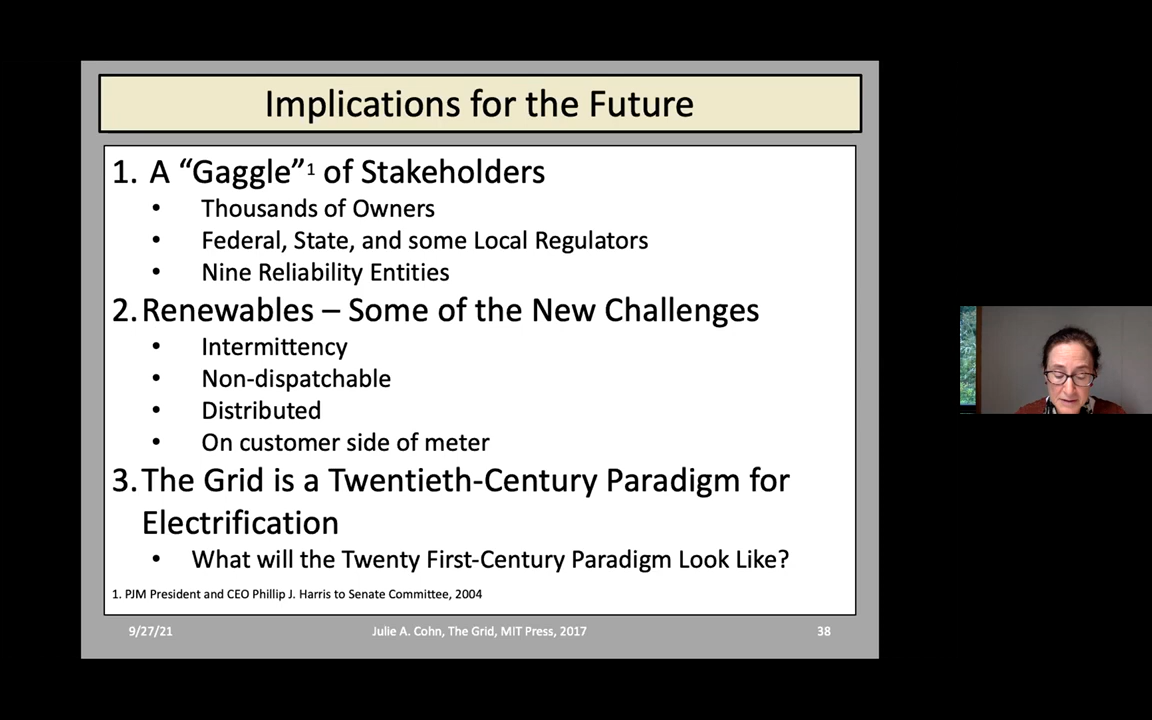 Implications for the Future
1. A “Gaggle”¹ of Stakeholders
• Thousands of Owners
• Federal, State, and some Local Regulators
• Nine Reliability Entities
2. Renewables – Some of the New Challenges
• Intermittency
• Non-dispatchable
• Distributed
• On customer side of meter
3. The Grid is a Twentieth-Century Paradigm for
Electrification
• What will the Twenty First-Century Paradigm Look Like?
1. PJM President and CEO Phillip J. Harris to Senate Committee, 2004
9/27/21 Julie A. Cohn, The Grid, MIT Press, 2017 38